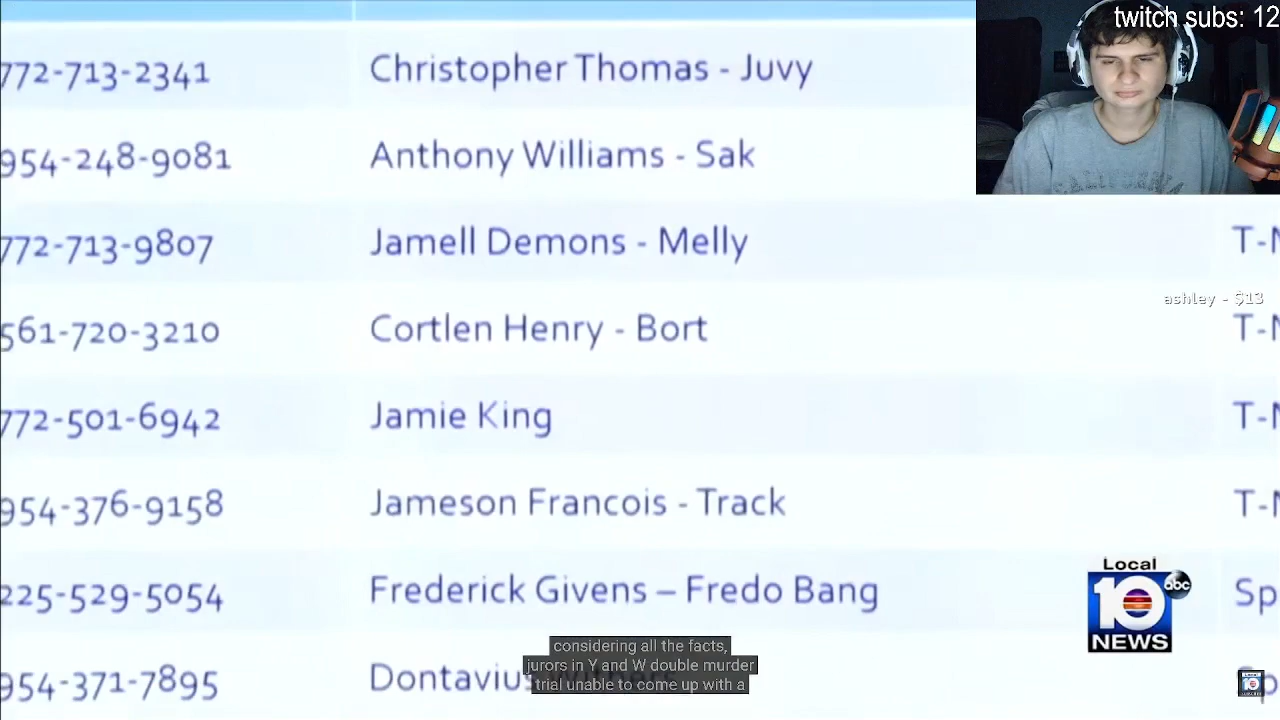 twitch subs: 12
772-713-2341 Christopher Thomas - Juvy
954-248-9081 Anthony Williams - Sak
772-713-9807 Jamell Demons - Melly T-
ashley - $13
561-720-3210 Cortlen Henry - Bort T-
772-501-6942 Jamie King T-
954-376-9158 Jameson Francois - Track T-
225-529-5054 Frederick Givens – Fredo Bang Sp
Local
10
abc
NEWS
954-371-7895 Dontavius Sp
considering all the facts,
jurors in Y and W double murder
trial unable to come up with a